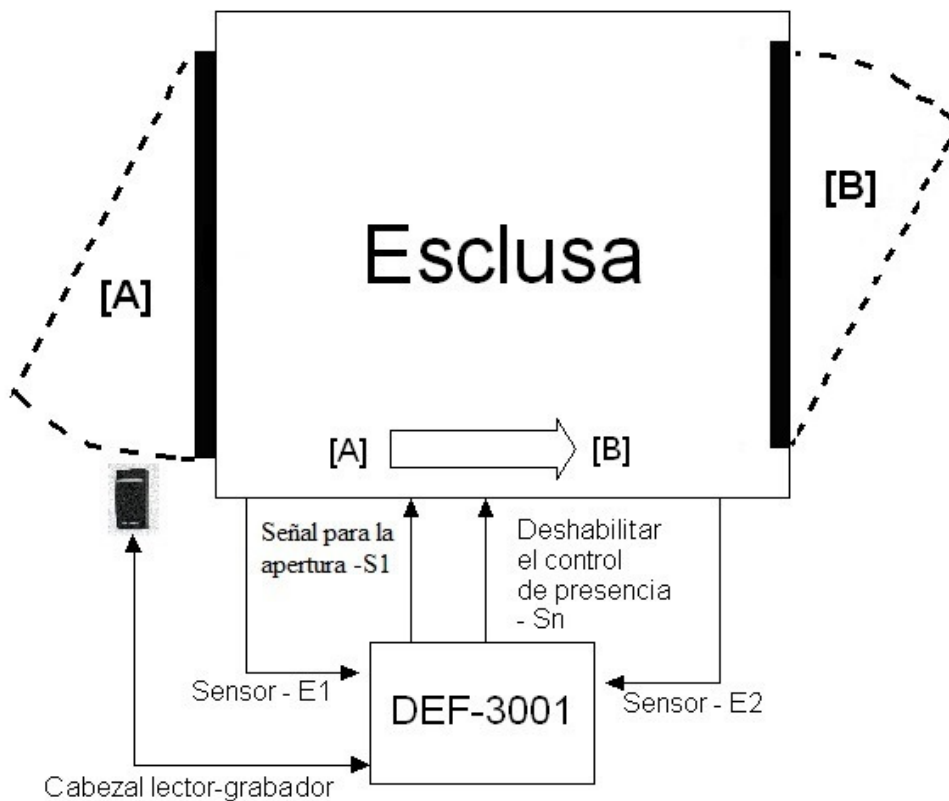 [A]
Esclusa
[B]
[A]
[B]
Señal para la
apertura -S1
Deshabilitar
el control
de presencia
- Sn
Sensor - E1
DEF-3001
Sensor - E2
Cabezal lector-grabador